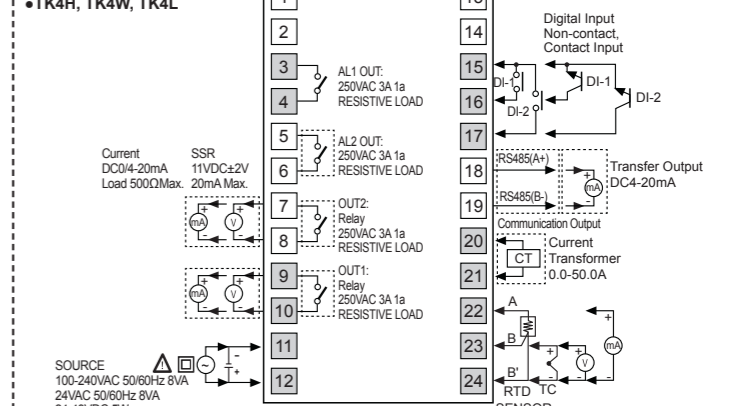 ●TK4H, TK4W, TK4L
2
3
4
5
6
7
8
9
10
11
12
14
15
16
17
18
19
20
21
22
23
24
AL1 OUT:
250VAC 3A 1a
RESISTIVE LOAD
AL2 OUT:
250VAC 3A 1a
RESISTIVE LOAD
Current
DC0/4-20mA
Load 500ΩMax.
SSR
11VDC±2V
20mA Max.
mA
+
-
V
+
-
OUT2:
Relay
250VAC 3A 1a
RESISTIVE LOAD
mA
+
-
V
+
-
OUT1:
Relay
250VAC 3A 1a
RESISTIVE LOAD
SOURCE
100-240VAC 50/60Hz 8VA
24VAC 50/60Hz 8VA
-
+
Digital Input
Non-contact,
Contact Input
DI-1
DI-2
DI-1
DI-2
RS485(A+)
RS485(B-)
Communication Output
+
mA
-
Transfer Output
DC4-20mA
CT
Current
Transformer
0.0-50.0A
A
B
B'
RTD
TC
+
-
V
+
-
mA
+
-
SENSOR